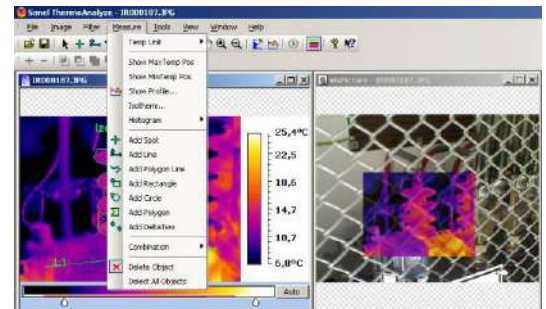 Sonel ThermoAnalyze - IR000187.JPG
File Image Filter Measure Tools View Window Help
Temp Unit
Show MaxTemp Pos
Show MinTemp Pos
Show Profile...
Isotherm...
Histogram
Add Spot
Add Line
Add Polygon Line
Add Rectangle
Add Circle
Add Polygon
Add DeltaTwo
Combination
Delete Object
Delect All Objects
IR000187.JPG
25,4°C
22,5
18,6
14,7
10,7
6,8°C
L1
Auto
VisPicture - IR000187.JPG